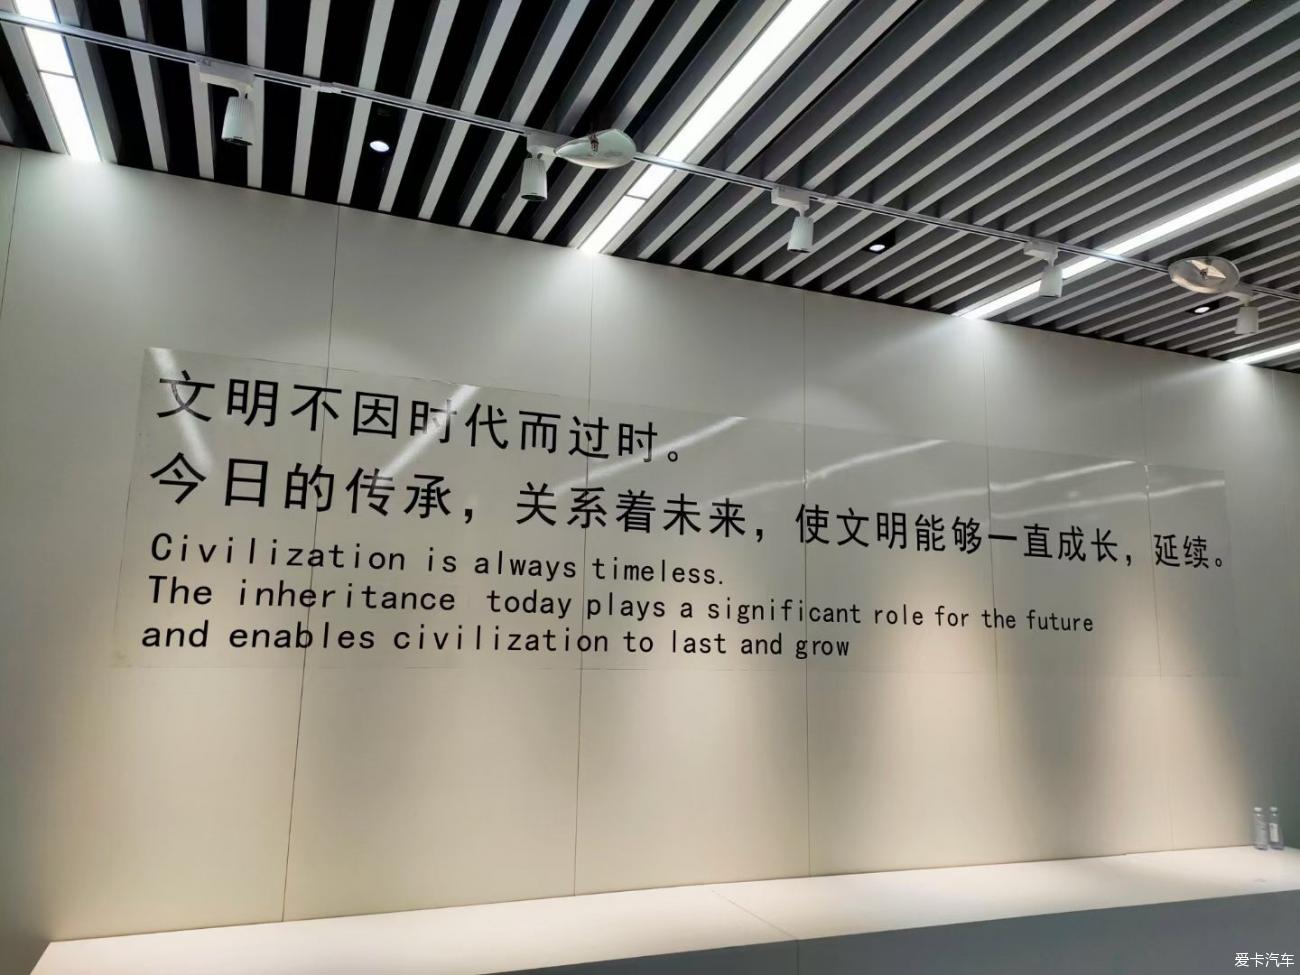 文明不因时代而过时。
今日的传承，关系着未来，使文明能够一直成长，延续。
Civilization is always timeless.
The inheritance today plays a significant role for the future
and enables civilization to last and grow
爱卡汽车